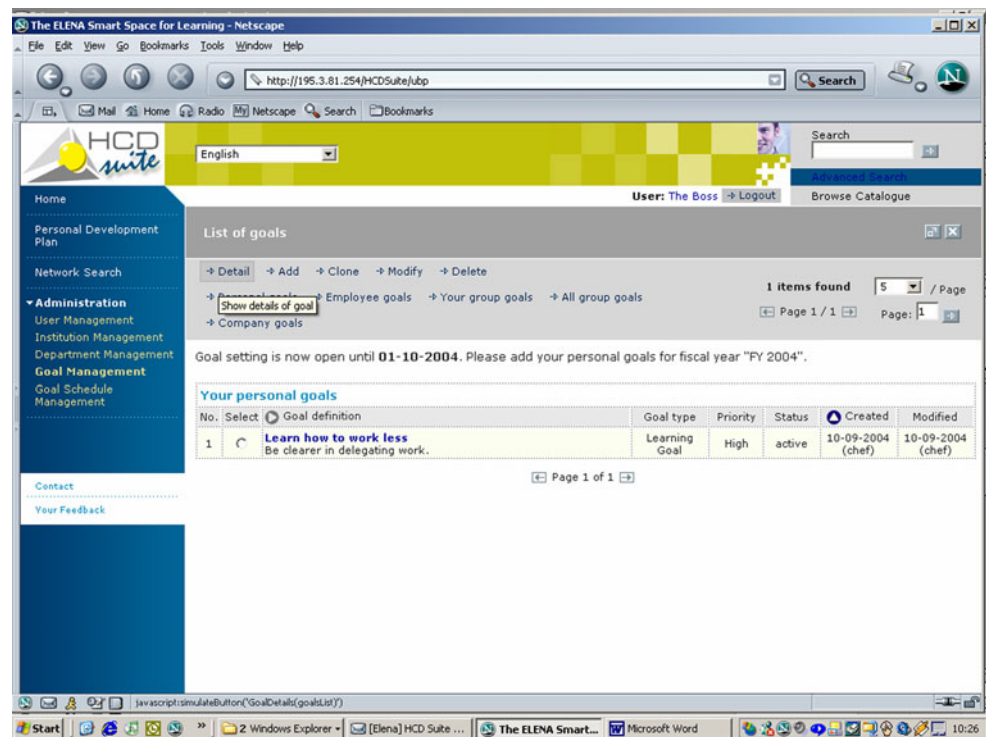 The ELENA Smart Space for Learning - Netscape
File Edit View Go Bookmarks Tools Window Help
http://195.3.81.254/HCDSuite/ubp
Search
N
Mail Home Radio My Netscape Search Bookmarks
HCD
suite
English
Search
Advanced Search
User: The Boss Logout
Browse Catalogue
Home
Personal Development
Plan
Network Search
Administration
User Management
Institution Management
Department Management
Goal Management
Goal Schedule
Management
Contact
Your Feedback
List of goals
Detail Add Clone Modify Delete
Personal goals Employee goals Your group goals All group goals
Show details of goal
Company goals
1 items found 5 / Page
Page 1 / 1 Page: 1
Goal setting is now open until 01-10-2004. Please add your personal goals for fiscal year "FY 2004".
Your personal goals
No. Select Goal definition Goal type Priority Status Created Modified
1 Learn how to work less Learning Goal High active 10-09-2004 (chef) 10-09-2004 (chef)
Be clearer in delegating work.
Page 1 of 1
javascript:simulateButton('GoalDetails(goalsList)')
Start » 2 Windows Explorer [Elena] HCD Suite ... The ELENA Smart... Microsoft Word 10:26